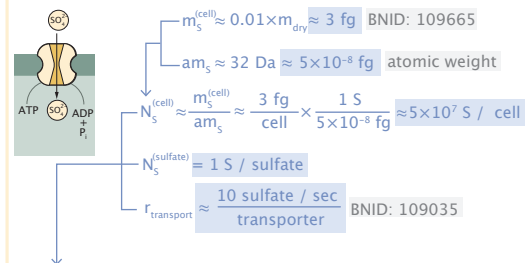 SO₄²⁻
ATP
SO₄²⁻
ADP
+
Pᵢ
m_S^(cell) ≈ 0.01×m_dry ≈ 3 fg BNID: 109665
am_S ≈ 32 Da ≈ 5×10⁻⁸ fg atomic weight
N_S^(cell) ≈ m_S^(cell) / am_S ≈ 3 fg / cell × 1 S / 5×10⁻⁸ fg ≈5×10⁷ S / cell
N_S^(sulfate) = 1 S / sulfate
r_transport ≈ 10 sulfate / sec / transporter BNID: 109035